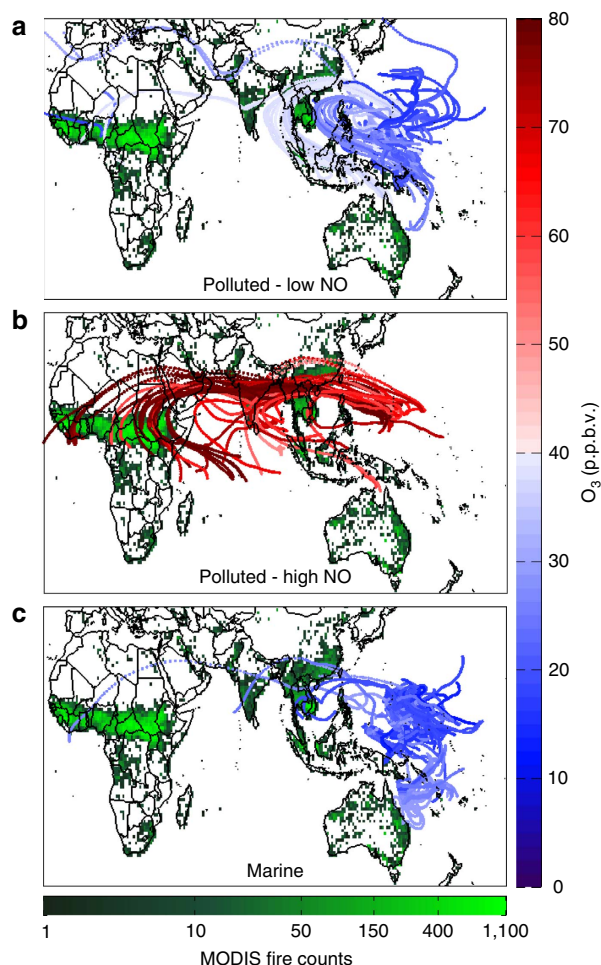 a
Polluted - low NO
b
Polluted - high NO
c
Marine
80
70
60
50
40
30
20
10
0
O3 (p.p.b.v.)
1 10 50 150 400 1,100
MODIS fire counts